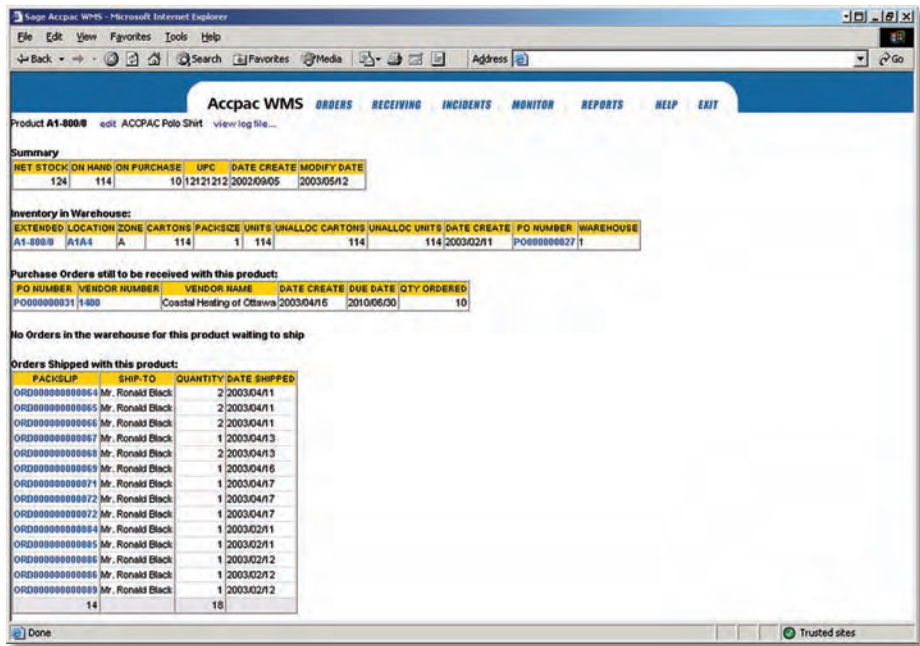 Sage Accpac WMS - Microsoft Internet Explorer
File Edit View Favorites Tools Help
Back Search Favorites Media Address Go
Accpac WMS ORDERS RECEIVING INCIDENTS MONITOR REPORTS HELP EXIT
Product A1-800/0 edit ACCPAC Polo Shirt view log file...
Summary
NET STOCK ON HAND ON PURCHASE UPC DATE CREATE MODIFY DATE
124 114 10 12121212 2002/09/05 2003/05/12
Inventory in Warehouse:
EXTENDED LOCATION ZONE CARTONS PACKSIZE UNITS UNALLOC CARTONS UNALLOC UNITS DATE CREATE PO NUMBER WAREHOUSE
A1-800/0 A1A4 A 114 1 114 114 114 2003/02/11 PO000000027 1
Purchase Orders still to be received with this product:
PO NUMBER VENDOR NUMBER VENDOR NAME DATE CREATE DUE DATE QTY ORDERED
PO000000031 1400 Coastal Heating of Ottawa 2003/04/16 2010/06/30 10
No Orders in the warehouse for this product waiting to ship
Orders Shipped with this product:
PACKSLIP SHIP-TO QUANTITY DATE SHIPPED
ORD000000000064 Mr. Ronald Black 2 2003/04/11
ORD000000000065 Mr. Ronald Black 2 2003/04/11
ORD000000000066 Mr. Ronald Black 2 2003/04/11
ORD000000000067 Mr. Ronald Black 1 2003/04/13
ORD000000000068 Mr. Ronald Black 2 2003/04/13
ORD000000000069 Mr. Ronald Black 1 2003/04/16
ORD000000000071 Mr. Ronald Black 1 2003/04/17
ORD000000000072 Mr. Ronald Black 1 2003/04/17
ORD000000000072 Mr. Ronald Black 1 2003/04/17
ORD000000000084 Mr. Ronald Black 1 2003/02/11
ORD000000000085 Mr. Ronald Black 1 2003/02/11
ORD000000000086 Mr. Ronald Black 1 2003/02/12
ORD000000000086 Mr. Ronald Black 1 2003/02/12
ORD000000000089 Mr. Ronald Black 1 2003/02/12
14 18
Done Trusted sites